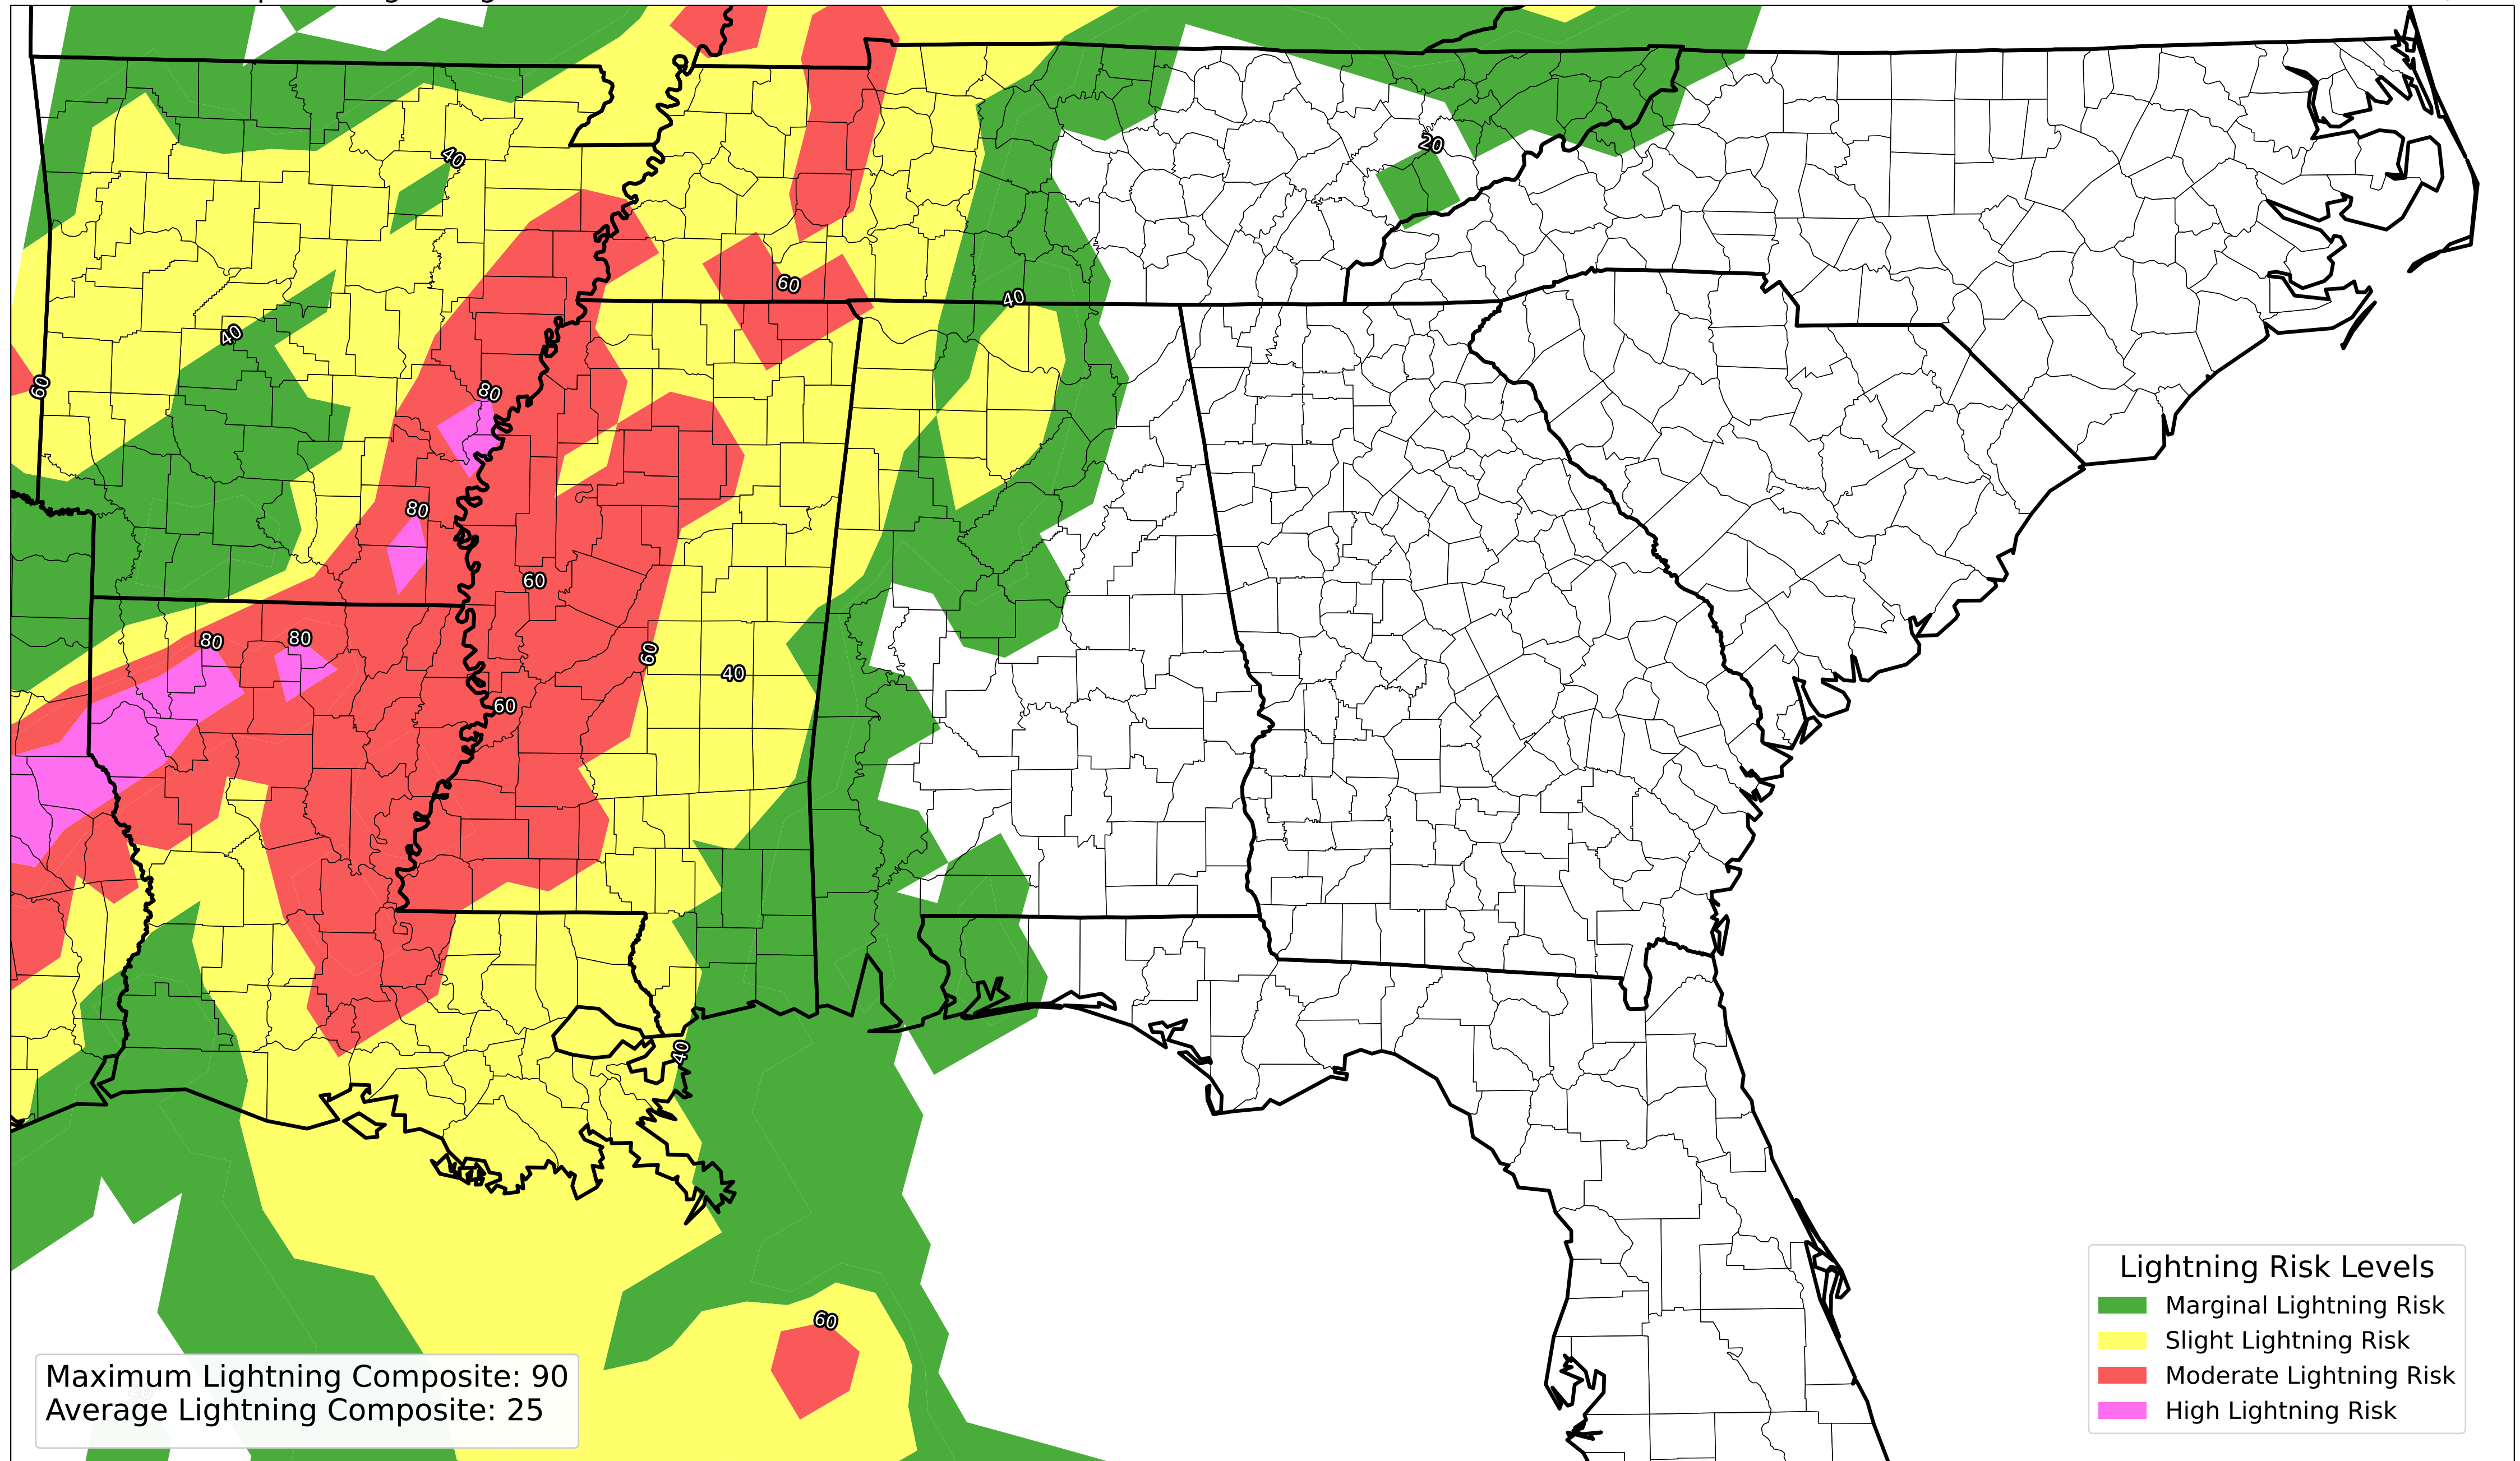 20
40
60
40
40
60
80
80
60
80
80
60
40
60
40
60
Maximum Lightning Composite: 90
Average Lightning Composite: 25
Lightning Risk Levels
Marginal Lightning Risk
Slight Lightning Risk
Moderate Lightning Risk
High Lightning Risk